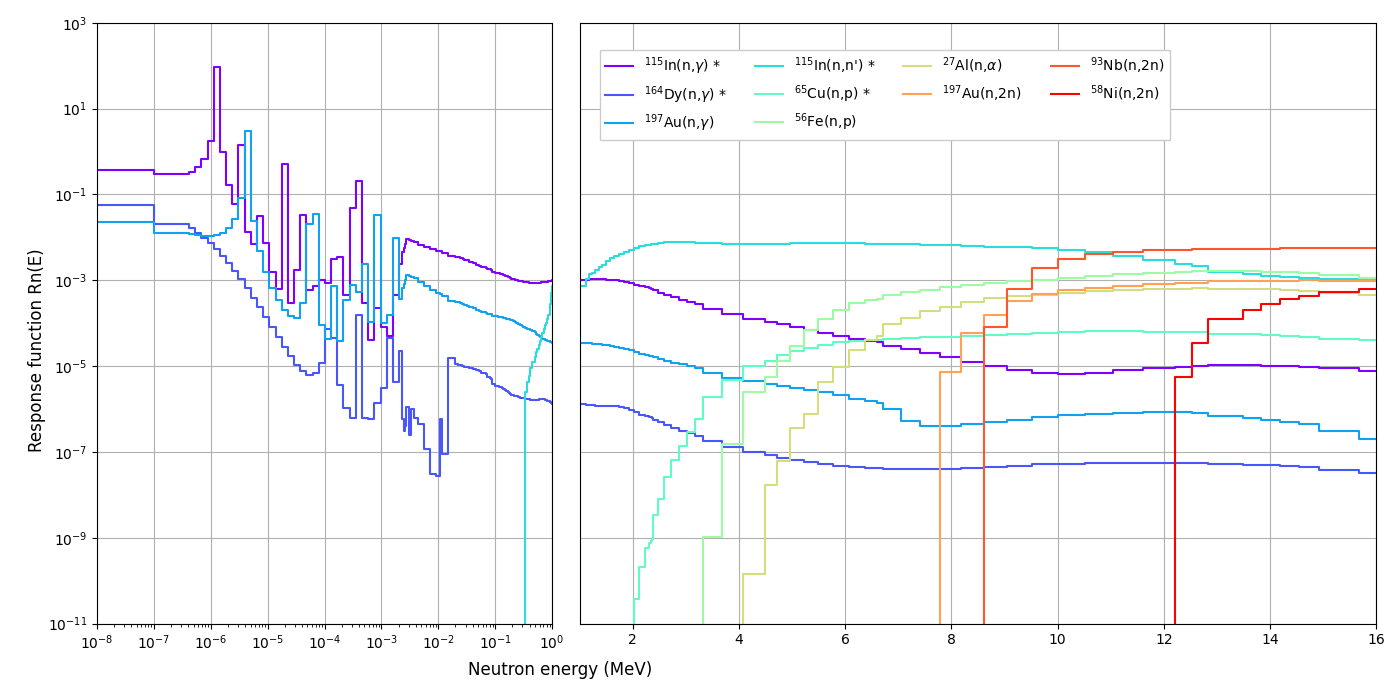 Response function Rn(E)
10³
10¹
10⁻¹
10⁻³
10⁻⁵
10⁻⁷
10⁻⁹
10⁻¹¹
¹¹⁵In(n,γ) * ¹¹⁵In(n,n') * ²⁷Al(n,α) ⁹³Nb(n,2n)
¹⁶⁴Dy(n,γ) * ⁶⁵Cu(n,p) * ¹⁹⁷Au(n,2n) ⁵⁸Ni(n,2n)
¹⁹⁷Au(n,γ) ⁵⁶Fe(n,p)
10⁻⁸ 10⁻⁷ 10⁻⁶ 10⁻⁵ 10⁻⁴ 10⁻³ 10⁻² 10⁻¹ 10⁰ 2 4 6 8 10 12 14 16
Neutron energy (MeV)